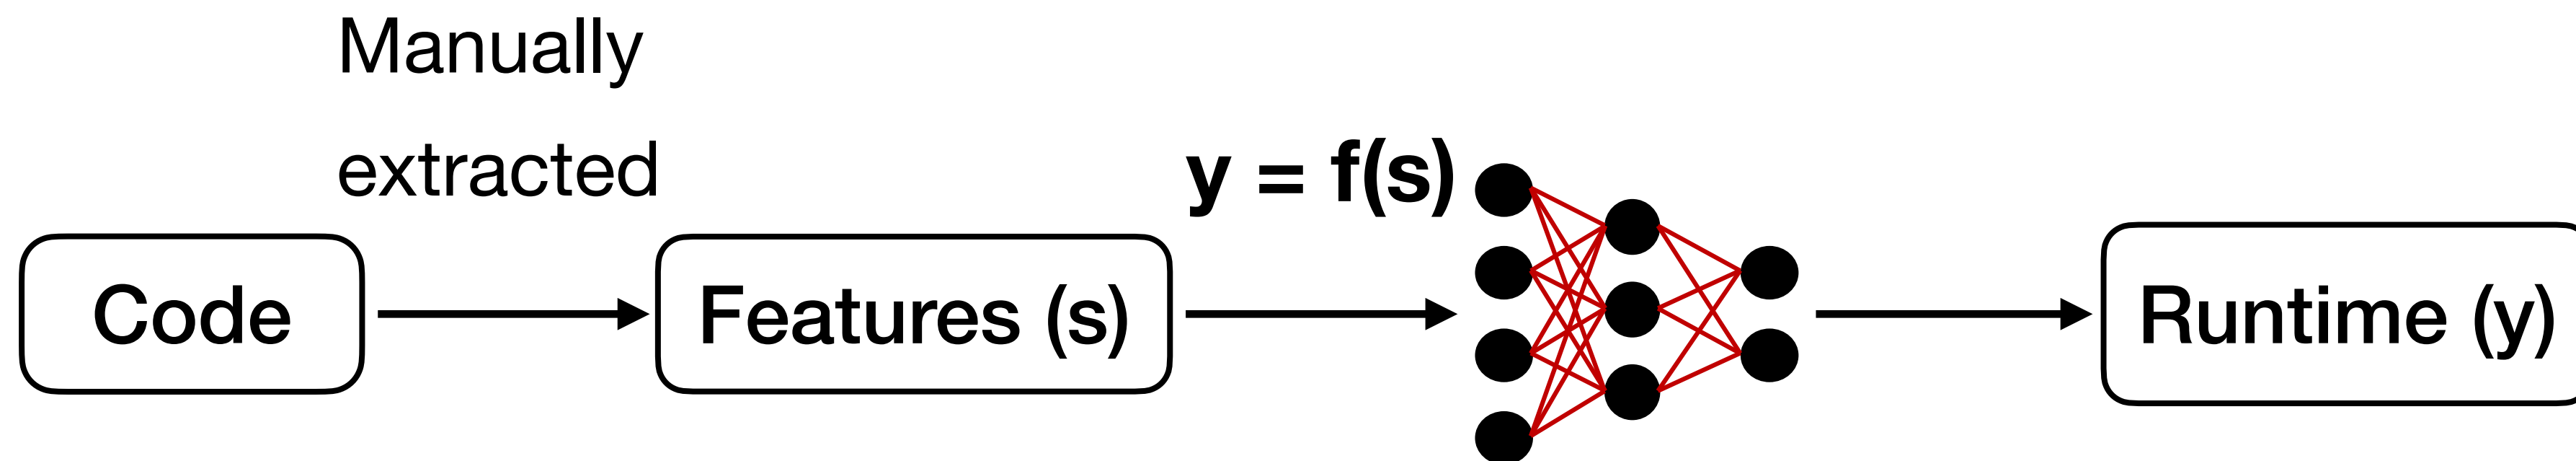 Manually
extracted
y = f(s)
Code
Features (s)
Runtime (y)